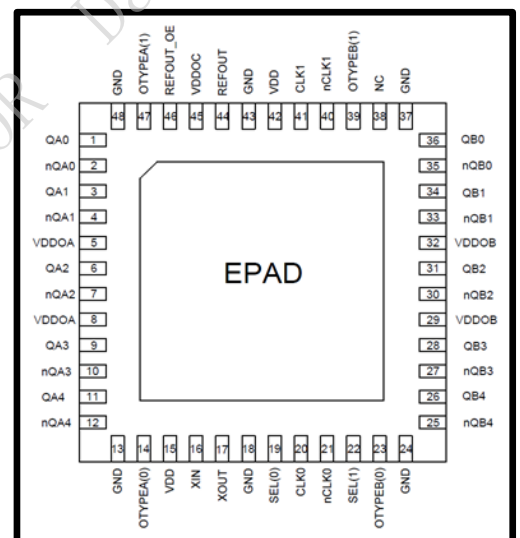 GND
OTYPEA(1)
REFOUT_OE
VDDOC
REFOUT
GND
VDD
CLK1
nCLK1
OTYPEB(1)
NC
GND
48 47 46 45 44 43 42 41 40 39 38 37
QA0 1 36 QB0
nQA0 2 35 nQB0
QA1 3 34 QB1
nQA1 4 33 nQB1
VDDOA 5 32 VDDOB
QA2 6 31 QB2
EPAD
nQA2 7 30 nQB2
VDDOA 8 29 VDDOB
QA3 9 28 QB3
nQA3 10 27 nQB3
QA4 11 26 QB4
nQA4 12 25 nQB4
13 14 15 16 17 18 19 20 21 22 23 24
GND
OTYPEA(0)
VDD
XIN
XOUT
GND
SEL(0)
CLK0
nCLK0
SEL(1)
OTYPEB(0)
GND